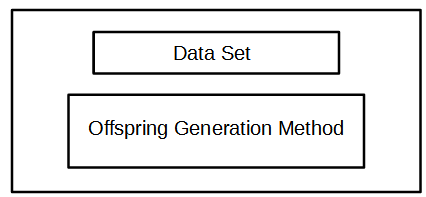 Data Set
Offspring Generation Method